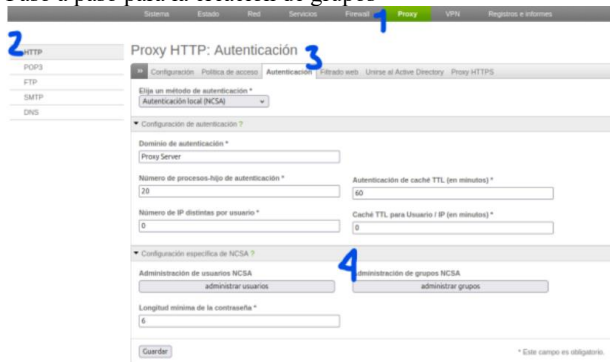 Paso a paso para la creación de grupos
Sistema Estado Red Servicios Firewall 1 Proxy VPN Registros e informes
2 HTTP
POP3
FTP
SMTP
DNS
Proxy HTTP: Autenticación 3
Configuración Política de acceso Autenticación Filtrado web Unirse al Active Directory Proxy HTTPS
Elija un método de autenticación *
Autenticación local (NCSA)
Configuración de autenticación ?
Dominio de autenticación *
Proxy Server
Número de procesos-hijo de autenticación * Autenticación de caché TTL (en minutos) *
20 60
Número de IP distintas por usuario * Caché TTL para Usuario / IP (en minutos) *
0 0
Configuración específica de NCSA ?
4
Administración de usuarios NCSA Administración de grupos NCSA
administrar usuarios administrar grupos
Longitud mínima de la contraseña *
6
Guardar * Este campo es obligatorio.